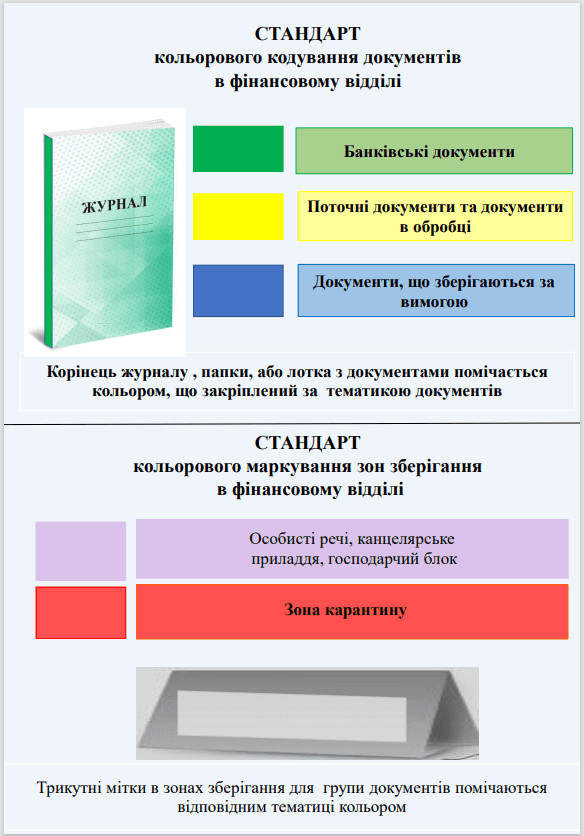 СТАНДАРТ
кольорового кодування документів
в фінансовому відділі
ЖУРНАЛ
Банківські документи
Поточні документи та документи
в обробці
Документи, що зберігаються за
вимогою
Корінець журналу , папки, або лотка з документами помічається
кольором, що закріплений за тематикою документів
СТАНДАРТ
кольорового маркування зон зберігання
в фінансовому відділі
Особисті речі, канцелярське
приладдя, господарчий блок
Зона карантину
Трикутні мітки в зонах зберігання для групи документів помічаються
відповідним тематиці кольором